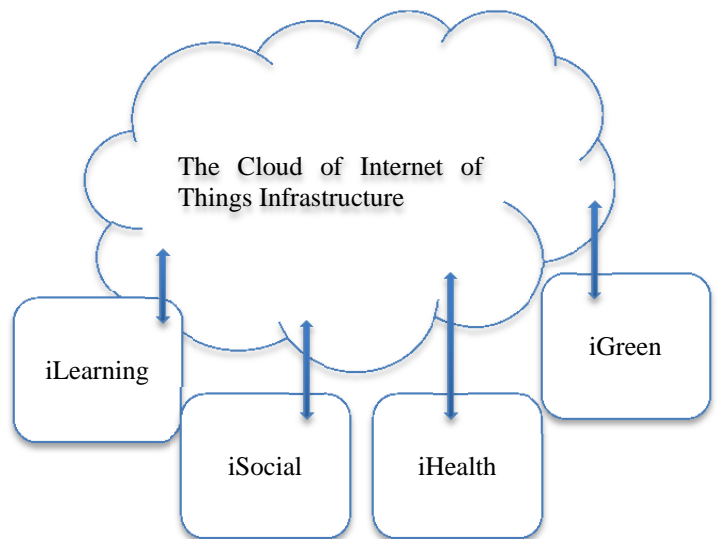 The Cloud of Internet of
Things Infrastructure
iGreen
iLearning
iSocial
iHealth